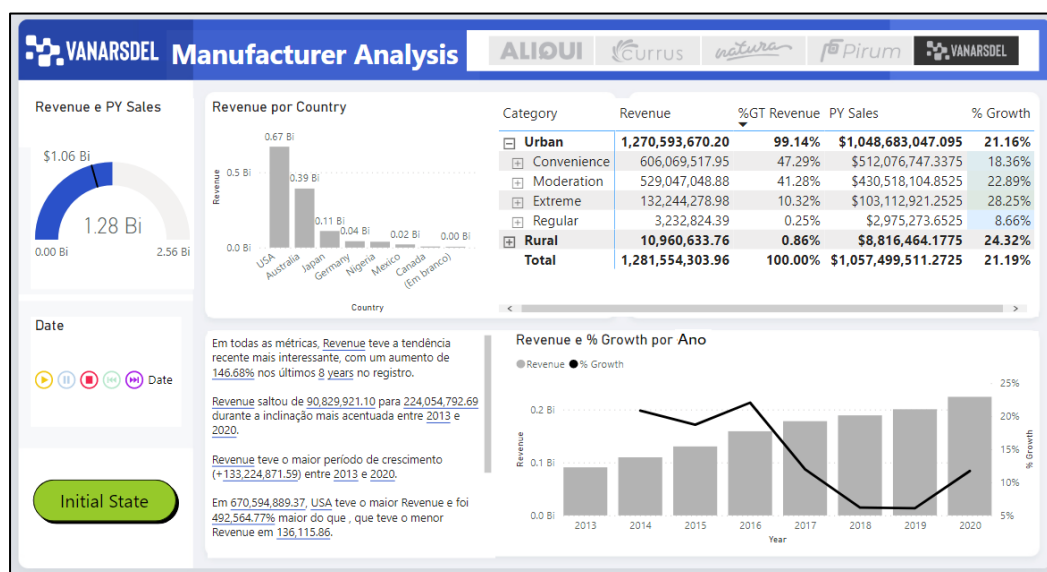 VANARSDEL Manufacturer Analysis
ALIQUI Currus natura Pirum VANARSDEL
Revenue e PY Sales
$1.06 Bi
1.28 Bi
0.00 Bi 2.56 Bi
Revenue por Country
0.67 Bi
0.39 Bi
0.11 Bi
0.04 Bi
0.02 Bi
0.00 Bi
0.5 Bi
0.0 Bi
Revenue
USA
Australia
Japan
Germany
Nigeria
Mexico
Canada
(Em branco)
Country
Category Revenue %GT Revenue PY Sales % Growth
Urban 1,270,593,670.20 99.14% $1,048,683,047.095 21.16%
Convenience 606,069,517.95 47.29% $512,076,747.3375 18.36%
Moderation 529,047,048.88 41.28% $430,518,104.8525 22.89%
Extreme 132,244,278.98 10.32% $103,112,921.2525 28.25%
Regular 3,232,824.39 0.25% $2,975,273.6525 8.66%
Rural 10,960,633.76 0.86% $8,816,464.1775 24.32%
Total 1,281,554,303.96 100.00% $1,057,499,511.2725 21.19%
Date
Date
Initial State
Em todas as métricas, Revenue teve a tendência
recente mais interessante, com um aumento de
146.68% nos últimos 8 years no registro.
Revenue saltou de 90,829,921.10 para 224,054,792.69
durante a inclinação mais acentuada entre 2013 e
2020.
Revenue teve o maior período de crescimento
(+133,224,871.59) entre 2013 e 2020.
Em 670,594,889.37, USA teve o maior Revenue e foi
492,564.77% maior do que , que teve o menor
Revenue em 136,115.86.
Revenue e % Growth por Ano
Revenue % Growth
0.2 Bi
0.1 Bi
0.0 Bi
Revenue
25%
20%
15%
10%
5%
% Growth
2013 2014 2015 2016 2017 2018 2019 2020
Year